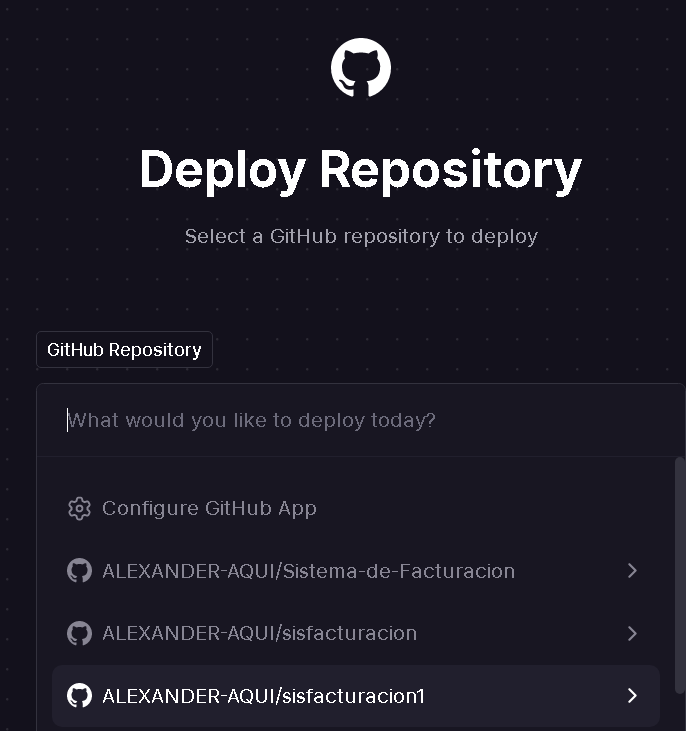 Deploy Repository
Select a GitHub repository to deploy
GitHub Repository
What would you like to deploy today?
Configure GitHub App
ALEXANDER-AQUI/Sistema-de-Facturacion
ALEXANDER-AQUI/sisfacturacion
ALEXANDER-AQUI/sisfacturacion1